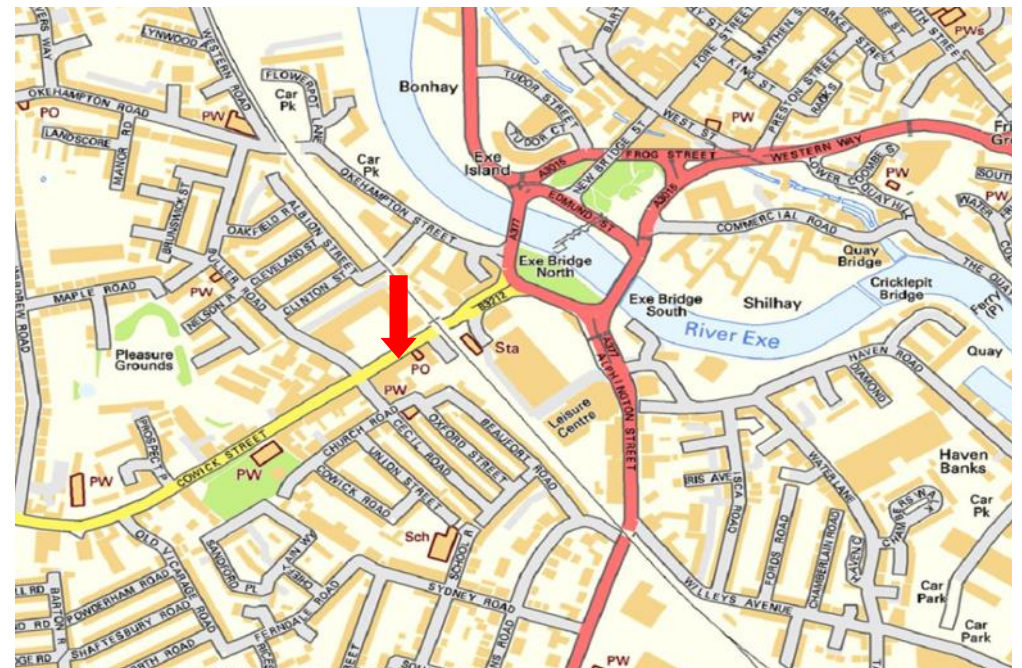 LYNWOOD A
WESTERN
ROAD
OKEHAMPTON ROAD
PO
LANDSCORE
MANOR RD
PW
FLOWERPOT LANE
Car
Pk
Bonhay
TUDOR STREET
TUDOR CT
Exe
Island
A3015
NEW BRIDGE ST
FORE STREET
SMYTHEN ST
MARKET STREET
KING ST
PRESTON STREET
PWs
WEST ST
PW
FROG STREET
WESTERN WAY
LOWER COOMBE S
QUAY HILL
PW
Car
Pk
OKEHAMPTON STREET
BRUNSWICK ST
OAKFIELD R
ALBION STREET
CLEVELAND ST
CLINTON ST
BULLER ROAD
NELSON R
PW
MAPLE ROAD
WARDREW ROAD
EDMUND ST
A377
A3015
COMMERCIAL ROAD
Quay
Bridge
THE QUAY
Cricklepit
Bridge
Ferry
(P)
Exe Bridge
North
Exe Bridge
South
Shilhay
River Exe
Quay
B3212
Pleasure
Grounds
Sta
PO
PW
A377
ALPHINGTON STREET
HAVEN ROAD
DIAMOND
Leisure
Centre
PROSPECT P
COWICK STREET
CHURCH ROAD
OXFORD STREET
CECIL ROAD
BEAUFORT ROAD
UNION STREET
COWICK ROAD
PW
PW
IRIS AVE
ISCA ROAD
WATER LANE
Haven
Banks
Car
Pk
Sch
SCHOOL R
FORDS ROAD
CHAMBERLAIN ROAD
HAVEN C
OLD VICARAGE ROAD
SANDFORD PL
SYDNEY ROAD
WILLEYS AVENUE
Car
Park
Car
Park
BARTON R
POWDERHAM ROAD
SHAFTESBURY ROAD
FERNDALE ROAD
PW